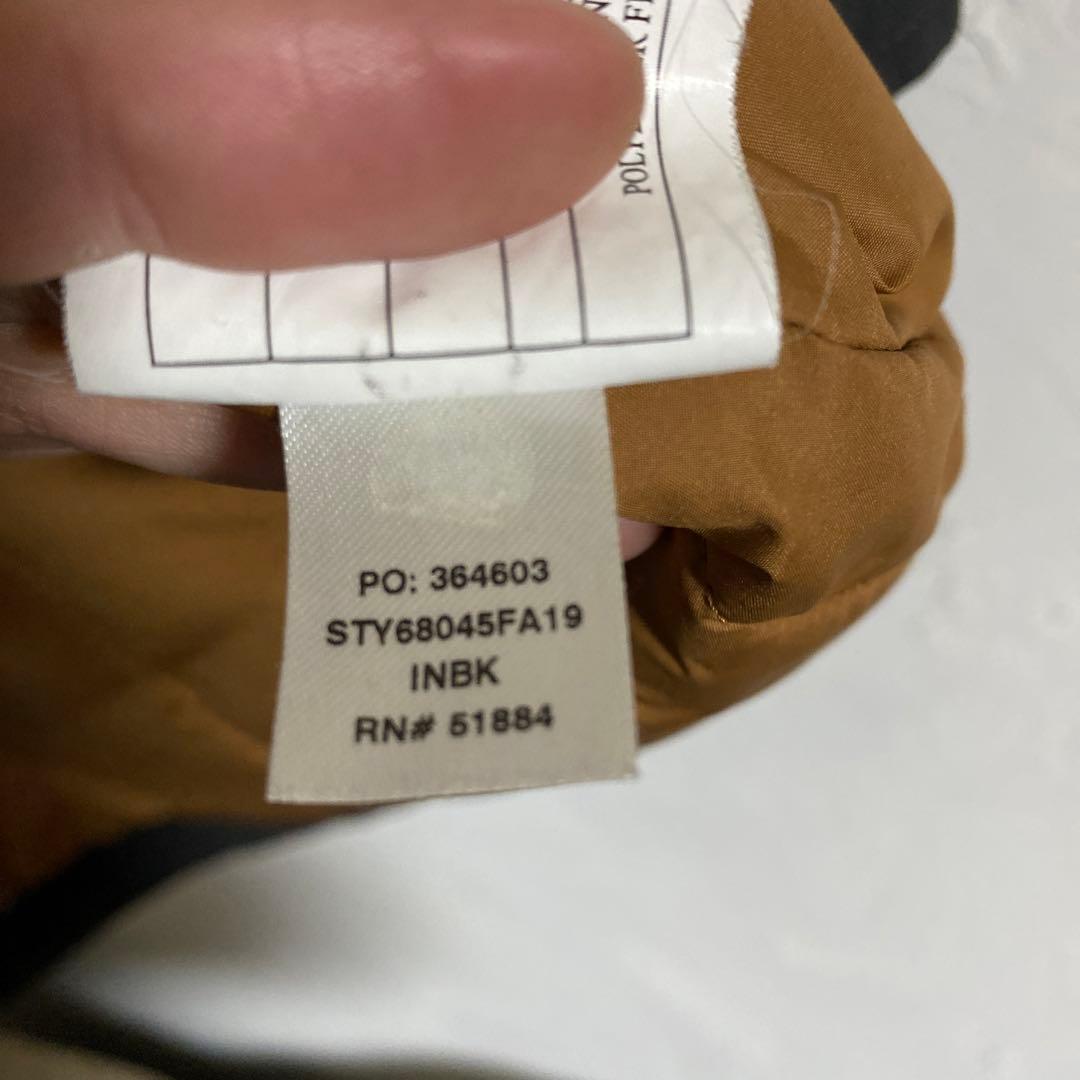 PO: 364603
STY68045FA19
INBK
RN# 51884